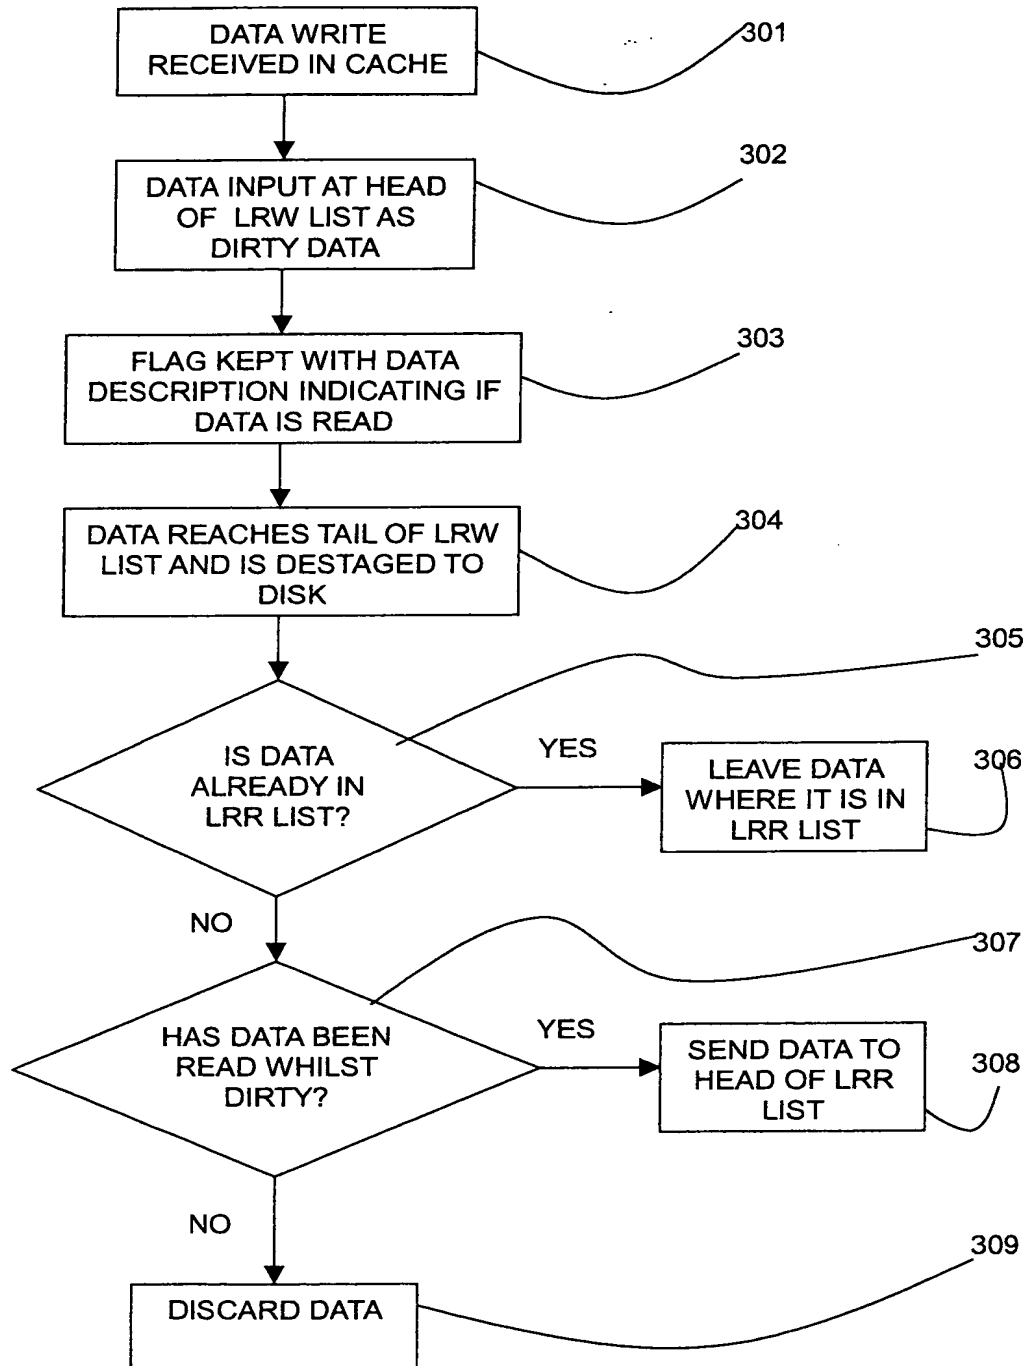 DATA WRITE
RECEIVED IN CACHE
301
DATA INPUT AT HEAD
OF LRW LIST AS
DIRTY DATA
302
FLAG KEPT WITH DATA
DESCRIPTION INDICATING IF
DATA IS READ
303
DATA REACHES TAIL OF LRW
LIST AND IS DESTAGED TO
DISK
304
IS DATA
ALREADY IN
LRR LIST?
305
YES
LEAVE DATA
WHERE IT IS IN
LRR LIST
306
NO
HAS DATA BEEN
READ WHILST
DIRTY?
307
YES
SEND DATA TO
HEAD OF LRR
LIST
308
NO
DISCARD DATA
309